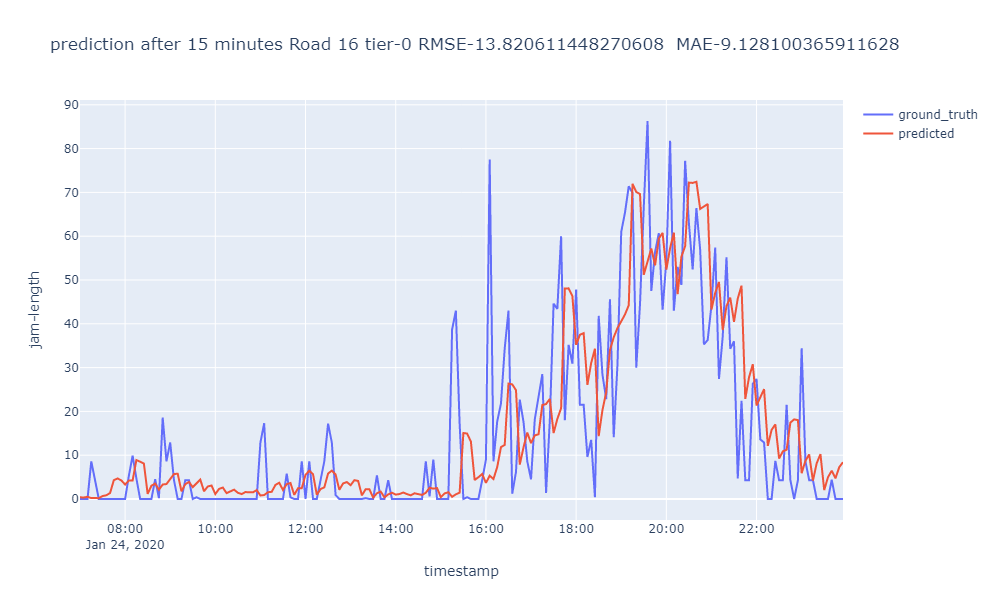 prediction after 15 minutes Road 16 tier-0 RMSE-13.820611448270608  MAE-9.128100365911628
ground_truth
predicted
jam-length
90
80
70
60
50
40
30
20
10
0
08:00 10:00 12:00 14:00 16:00 18:00 20:00 22:00
Jan 24, 2020
timestamp